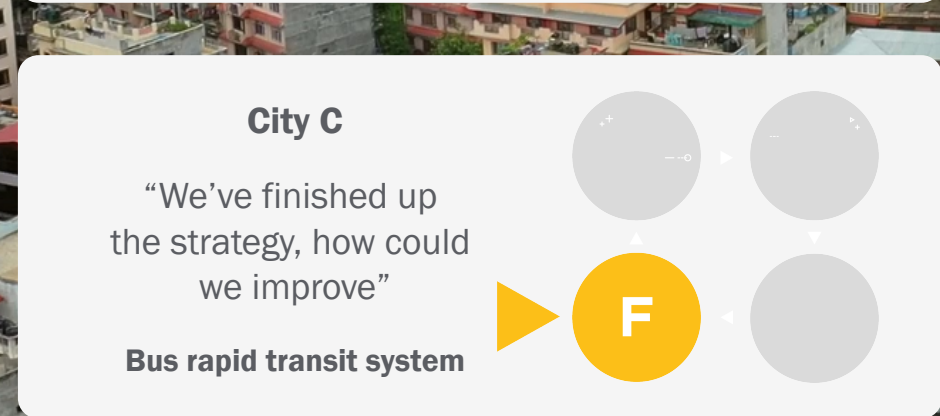 City C
“We’ve finished up
the strategy, how could
we improve”
Bus rapid transit system
F